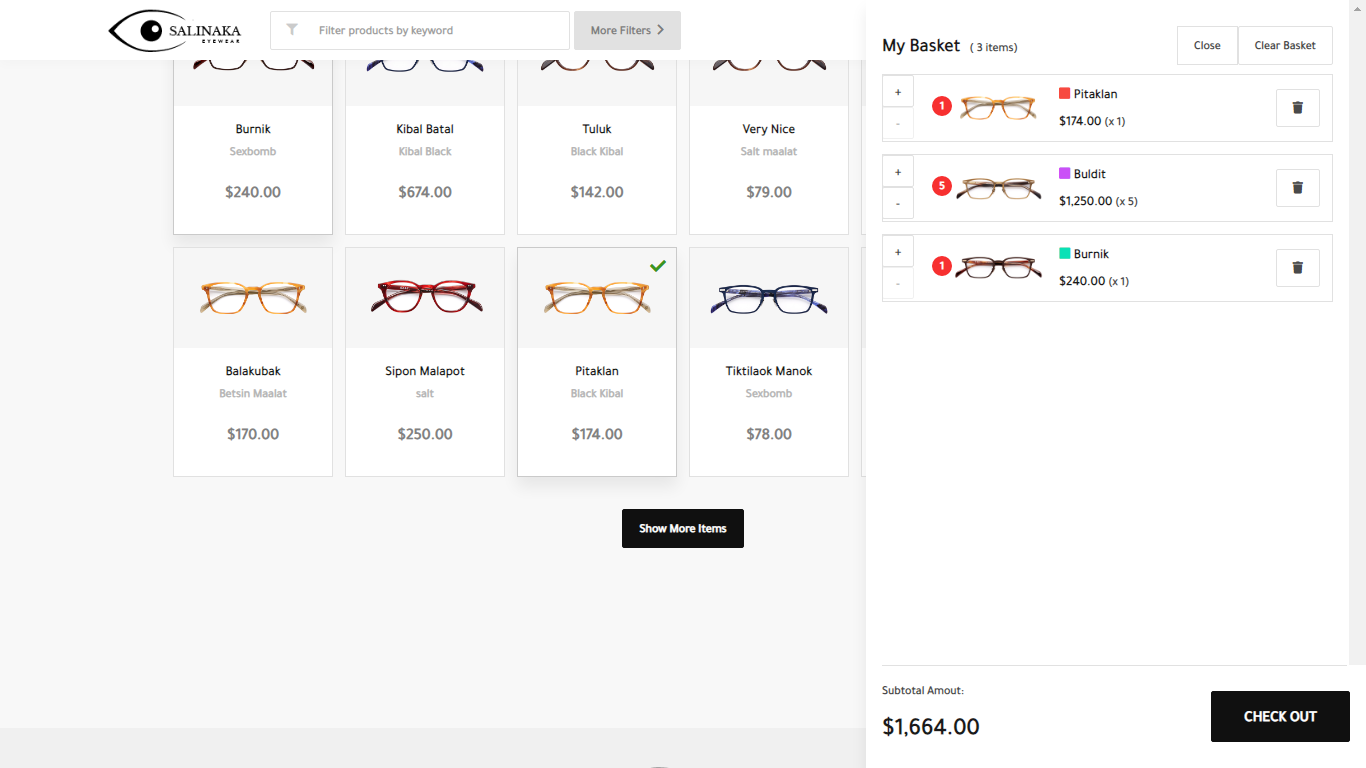 SALINAKA
EYEWEAR
Filter products by keyword
More Filters
Burnik
Sexbomb
$240.00
Kibal Batal
Kibal Black
$674.00
Tuluk
Black Kibal
$142.00
Very Nice
Salt maalat
$79.00
Balakubak
Betsin Maalat
$170.00
Sipon Malapot
salt
$250.00
Pitaklan
Black Kibal
$174.00
Tiktilaok Manok
Sexbomb
$78.00
Show More Items
My Basket ( 3 items)
Close
Clear Basket
+
-
1
Pitaklan
$174.00 (x 1)
+
-
5
Buldit
$1,250.00 (x 5)
+
-
1
Burnik
$240.00 (x 1)
Subtotal Amout:
$1,664.00
CHECK OUT